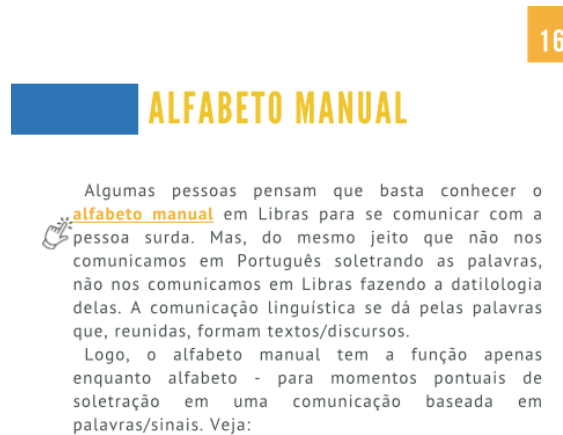 16
ALFABETO MANUAL
Algumas pessoas pensam que basta conhecer o
alfabeto manual em Libras para se comunicar com a
pessoa surda. Mas, do mesmo jeito que não nos
comunicamos em Português soletrando as palavras,
não nos comunicamos em Libras fazendo a datilologia
delas. A comunicação linguística se dá pelas palavras
que, reunidas, formam textos/discursos.
Logo, o alfabeto manual tem a função apenas
enquanto alfabeto - para momentos pontuais de
soletração em uma comunicação baseada em
palavras/sinais. Veja: